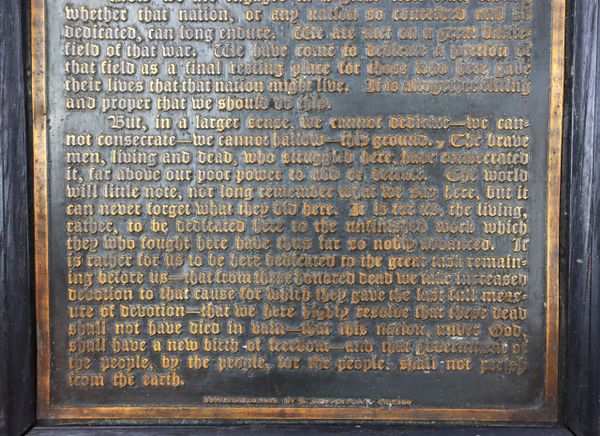 whether that nation, or any nation so conceived and so
dedicated, can long endure. We are met on a great battle-
field of that war. We have come to dedicate a portion of
that field as a final resting place for those who here gave
their lives that that nation might live. It is altogether fitting
and proper that we should do this.
But, in a larger sense, we cannot dedicate—we can-
not consecrate—we cannot hallow—this ground. The brave
men, living and dead, who struggled here, have consecrated
it, far above our poor power to add or detract. The world
will little note, nor long remember what we say here, but it
can never forget what they did here. It is for us, the living,
rather, to be dedicated here to the unfinished work which
they who fought here have thus far so nobly advanced. It
is rather for us to be here dedicated to the great task remain-
ing before us—that from these honored dead we take increased
devotion to that cause for which they gave the last full meas-
ure of devotion—that we here highly resolve that these dead
shall not have died in vain—that this nation, under God,
shall have a new birth of freedom—and that government of
the people, by the people, for the people, shall not perish
from the earth.
CHICAGO